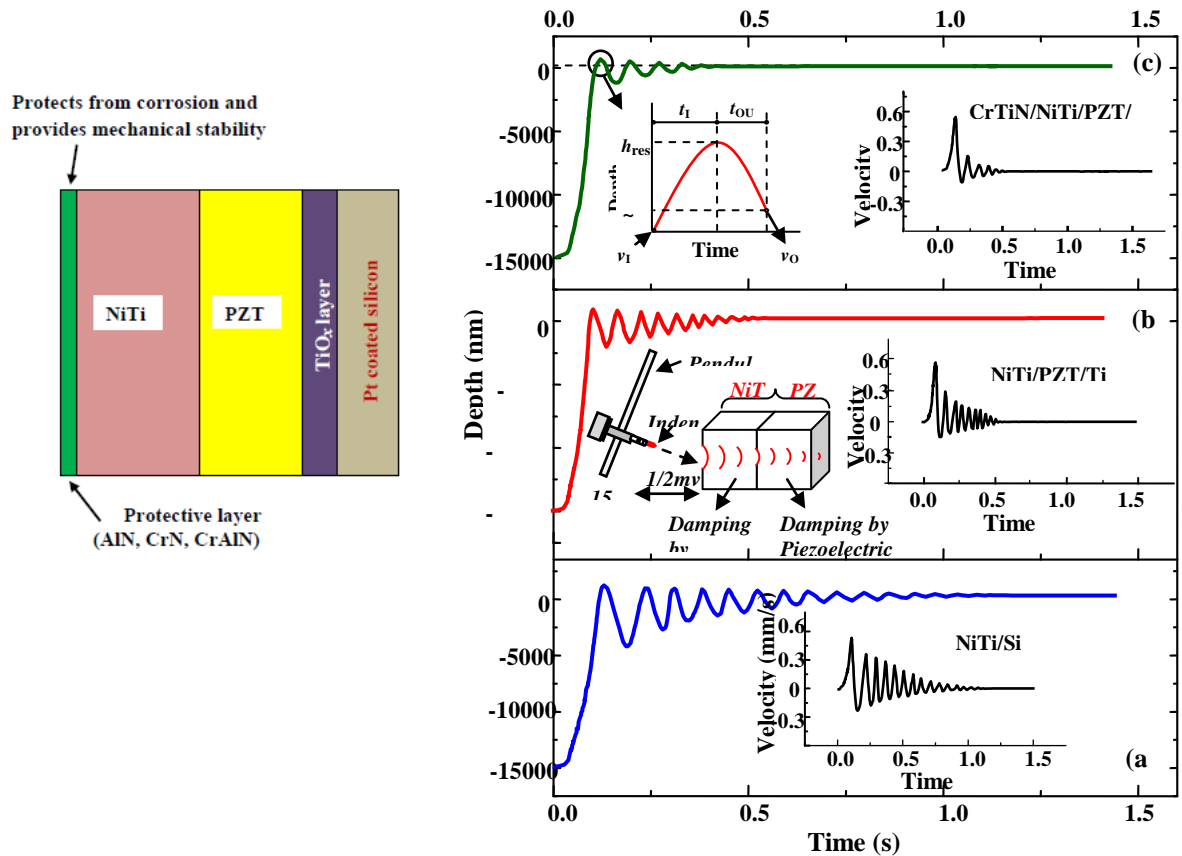 Protects from corrosion and
provides mechanical stability
NiTi
PZT
TiOx layer
Pt coated silicon
Protective layer
(AlN, CrN, CrAlN)
0.0 0.5 1.0 1.5
Depth (nm)
0
-5000
-10000
-15000
(c)
tI
tOU
hres
~
vI
Time
vO
CrTiN/NiTi/PZT/
Velocity
0.6
0.3
0
-0.3
0.0 0.5 1.0 1.5
Time
0
-
-
-
(b
Pendul
Inden
15
1/2mv
NiT
PZ
Damping
by
Damping by
Piezoelectric
NiTi/PZT/Ti
Velocity
0.6
0.3
0
0.3
0.0 0.5 1.0 1.5
Time
0
-5000
-10000
-15000
(a
NiTi/Si
Velocity (mm/s)
0.6
0.3
0
0.3
0.0 0.5 1.0 1.5
Time
0.0 0.5 1.0 1.5
Time (s)